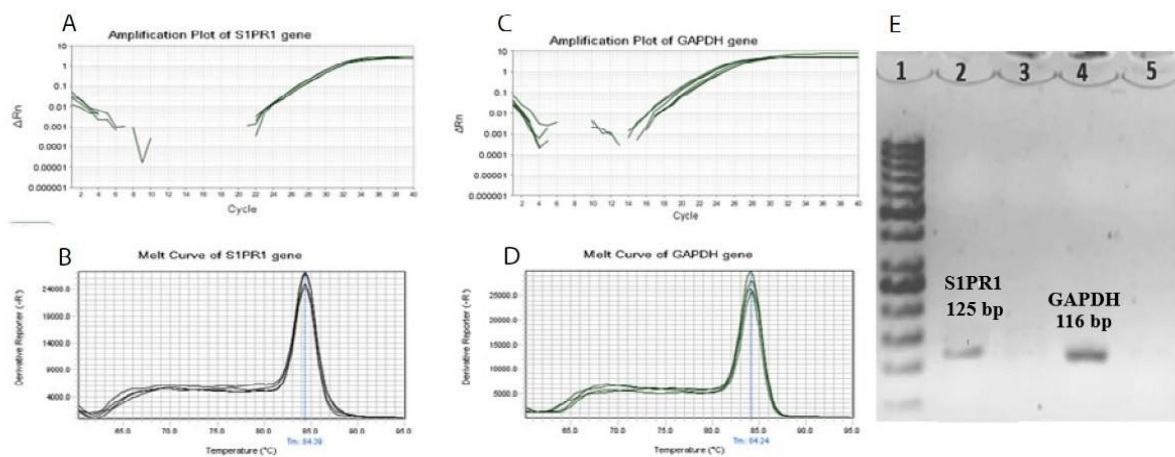 A
Amplification Plot of S1PR1 gene
10
1
0.1
0.01
0.001
0.0001
0.00001
0.000001
ΔRn
2 4 6 8 10 12 14 16 18 20 22 24 26 28 30 32 34 36 38 40
Cycle
B
Melt Curve of S1PR1 gene
24000.0
19000.0
14000.0
9000.0
4000.0
Derivative Reporter (-R')
65.0 70.0 75.0 80.0 85.0 90.0 95.0
Tm: 84.39
Temperature (°C)
C
Amplification Plot of GAPDH gene
10
1
0.1
0.01
0.001
0.0001
0.00001
0.000001
ΔRn
2 4 6 8 10 12 14 16 18 20 22 24 26 28 30 32 34 36 38 40
Cycle
D
Melt Curve of GAPDH gene
25000.0
20000.0
15000.0
10000.0
5000.0
Derivative Reporter (-R')
65.0 70.0 75.0 80.0 85.0 90.0 95.0
Tm: 84.24
Temperature (°C)
E
1 2 3 4 5
S1PR1
125 bp
GAPDH
116 bp